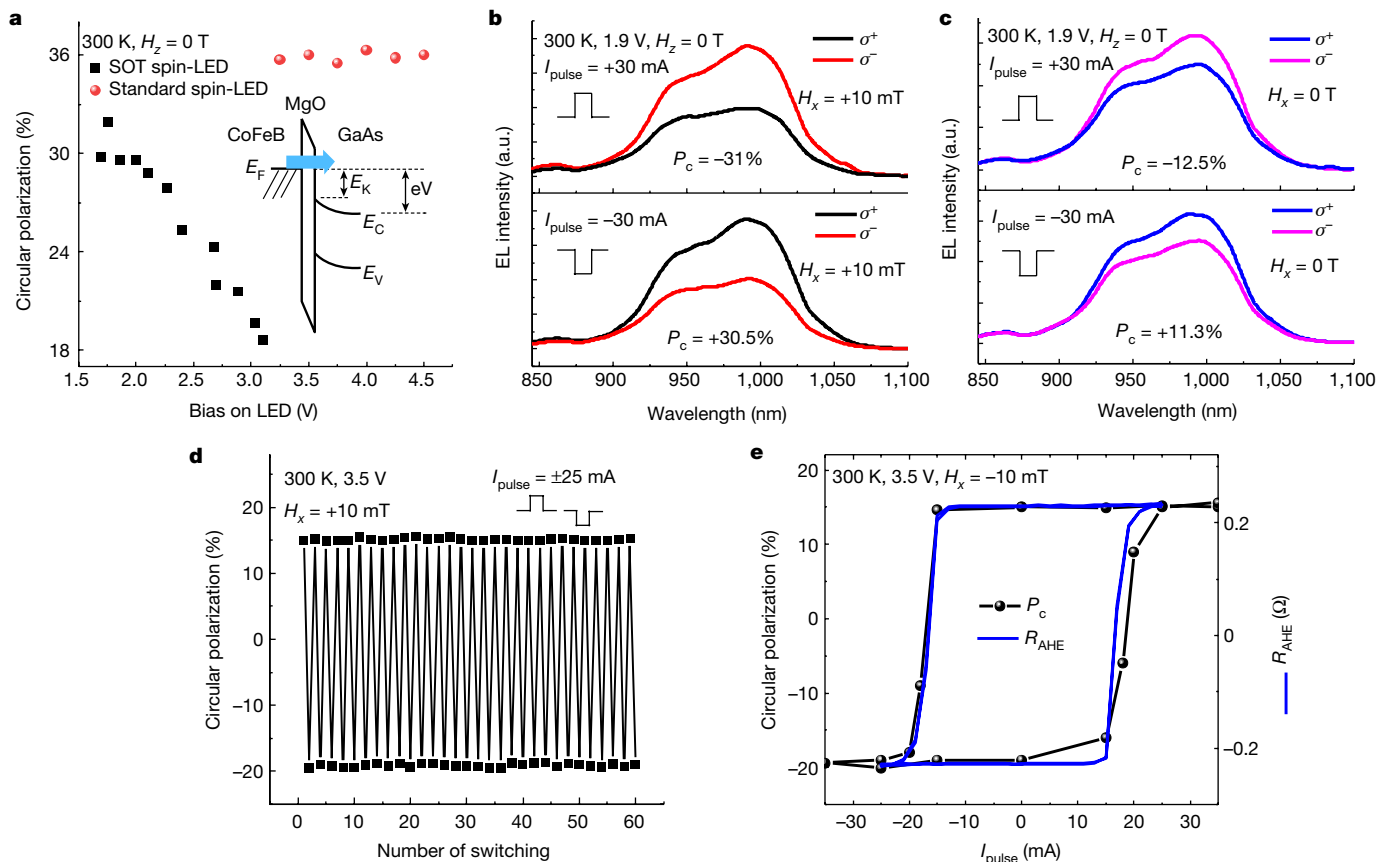 a
300 K, H_z = 0 T
SOT spin-LED
Standard spin-LED
MgO
CoFeB
GaAs
E_F
E_K
eV
E_C
E_V
36
30
24
18
1.5 2.0 2.5 3.0 3.5 4.0 4.5
Circular polarization (%)
Bias on LED (V)
b
300 K, 1.9 V, H_z = 0 T
σ+
σ−
I_pulse = +30 mA
H_x = +10 mT
P_c = −31%
I_pulse = −30 mA
σ+
σ−
H_x = +10 mT
P_c = +30.5%
EL intensity (a.u.)
850 900 950 1,000 1,050 1,100
Wavelength (nm)
c
300 K, 1.9 V, H_z = 0 T
σ+
σ−
I_pulse = +30 mA
H_x = 0 T
P_c = −12.5%
I_pulse = −30 mA
σ+
σ−
H_x = 0 T
P_c = +11.3%
EL intensity (a.u.)
850 900 950 1,000 1,050 1,100
Wavelength (nm)
d
300 K, 3.5 V
I_pulse = ±25 mA
H_x = +10 mT
20
10
0
−10
−20
0 10 20 30 40 50 60
Circular polarization (%)
Number of switching
e
300 K, 3.5 V, H_x = −10 mT
P_c
R_AHE
20
15
10
5
0
−5
−10
−15
−20
−25
0.2
0
−0.2
−30 −20 −10 0 10 20 30
Circular polarization (%)
R_AHE (Ω)
I_pulse (mA)